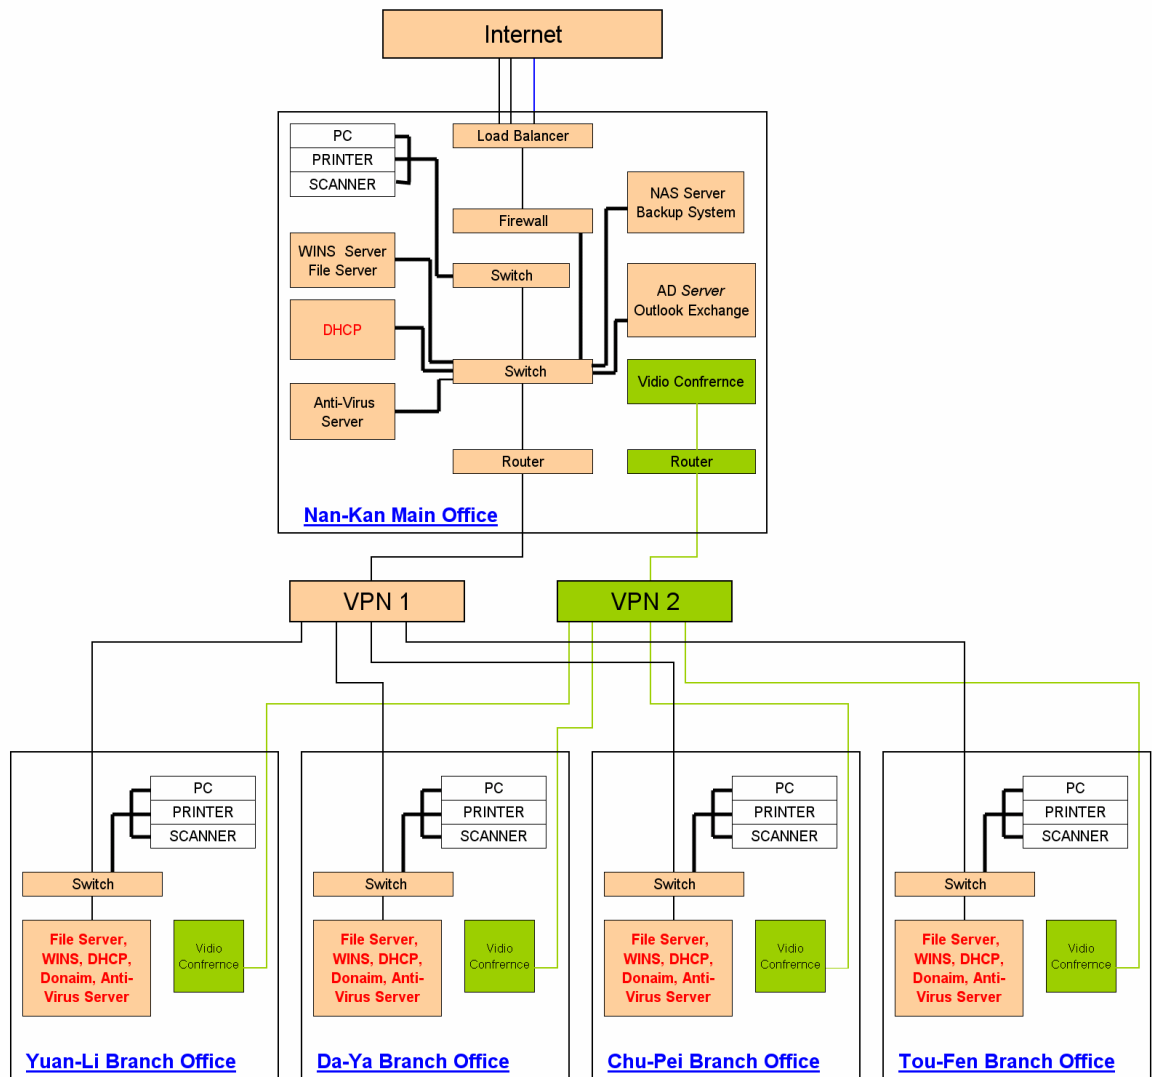 Internet
Load Balancer
PC
PRINTER
SCANNER
Firewall
NAS Server
Backup System
WINS  Server
File Server
Switch
AD Server
Outlook Exchange
DHCP
Switch
Vidio Confrernce
Anti-Virus
Server
Router
Router
Nan-Kan Main Office
VPN 1
VPN 2
PC
PRINTER
SCANNER
Switch
File Server,
WINS, DHCP,
Donaim, Anti-
Virus Server
Vidio
Confrernce
Yuan-Li Branch Office
PC
PRINTER
SCANNER
Switch
File Server,
WINS, DHCP,
Donaim, Anti-
Virus Server
Vidio
Confrernce
Da-Ya Branch Office
PC
PRINTER
SCANNER
Switch
File Server,
WINS, DHCP,
Donaim, Anti-
Virus Server
Vidio
Confrernce
Chu-Pei Branch Office
PC
PRINTER
SCANNER
Switch
File Server,
WINS, DHCP,
Donaim, Anti-
Virus Server
Vidio
Confrernce
Tou-Fen Branch Office